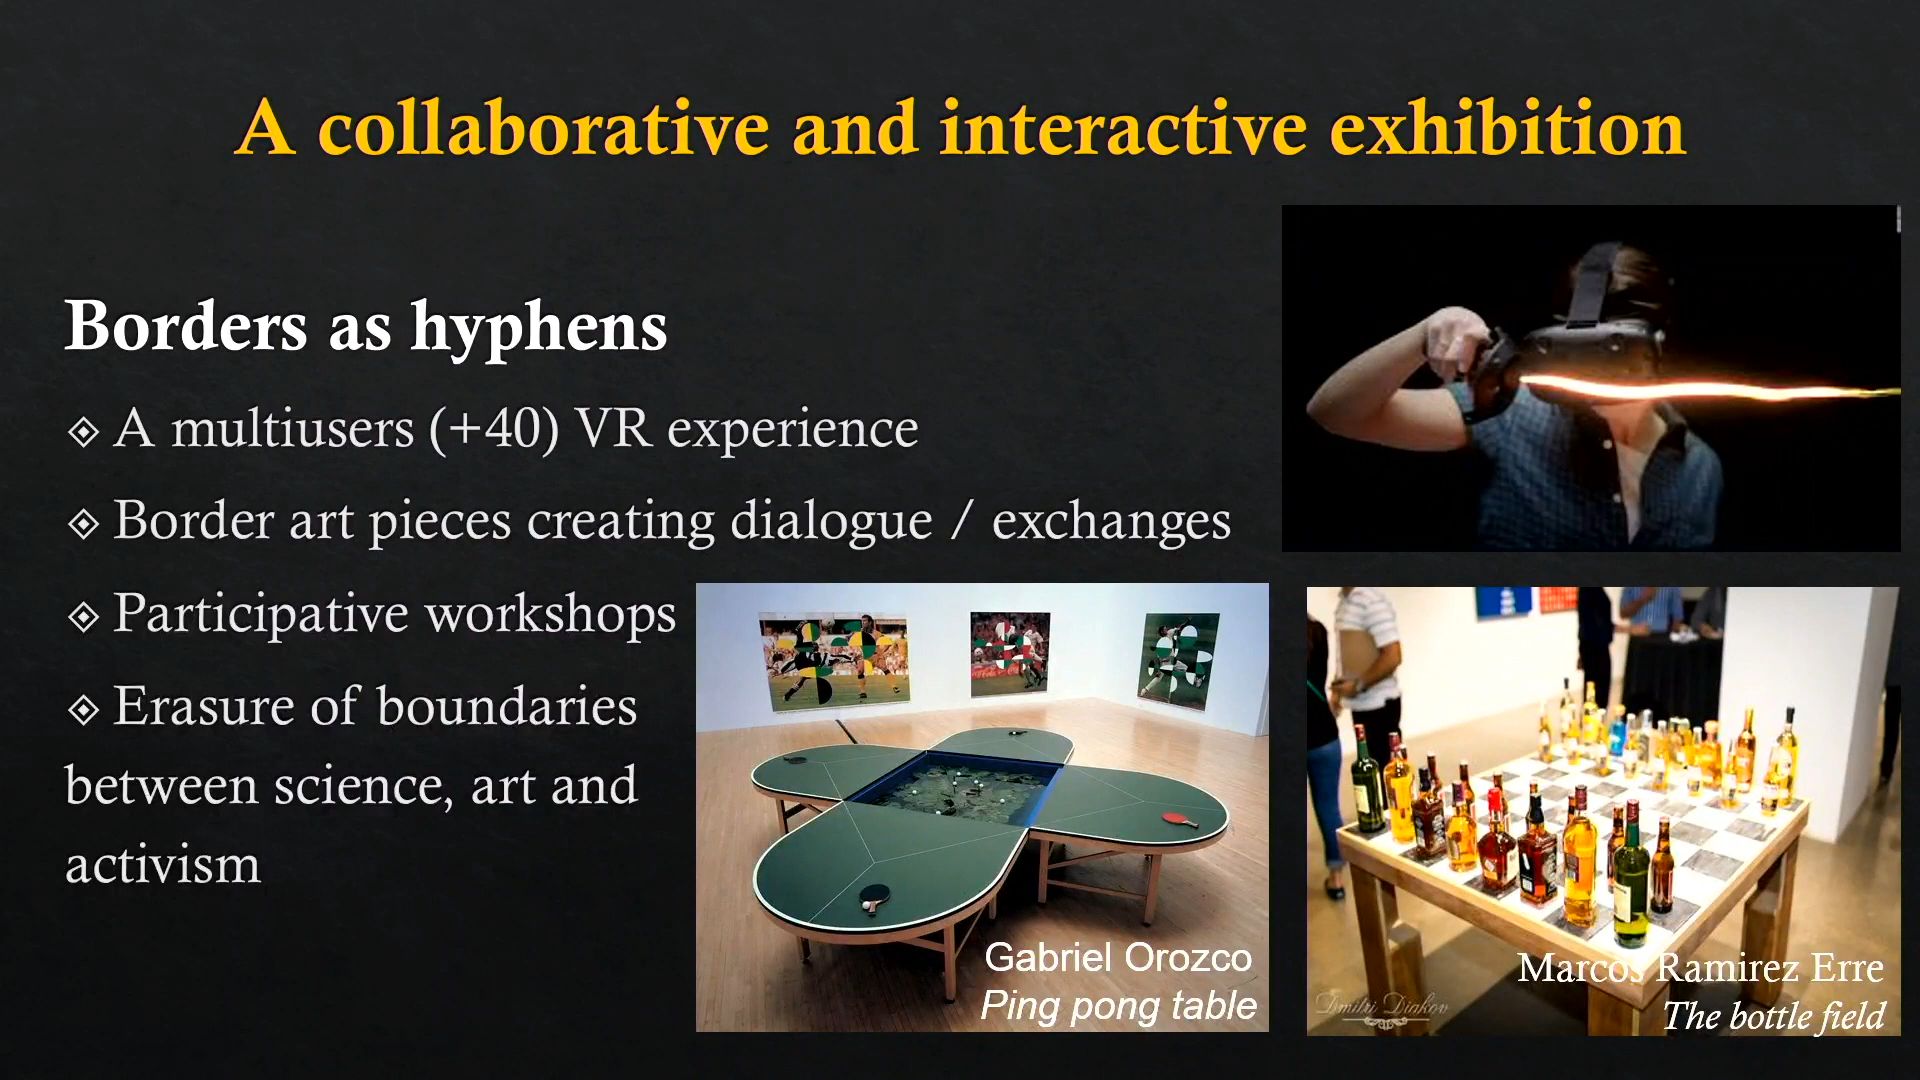 A collaborative and interactive exhibition
Borders as hyphens
A multiusers (+40) VR experience
Border art pieces creating dialogue / exchanges
Participative workshops
Erasure of boundaries
between science, art and
activism
Gabriel Orozco
Ping pong table
Marcos Ramirez Erre
The bottle field
Dmitri Diakov